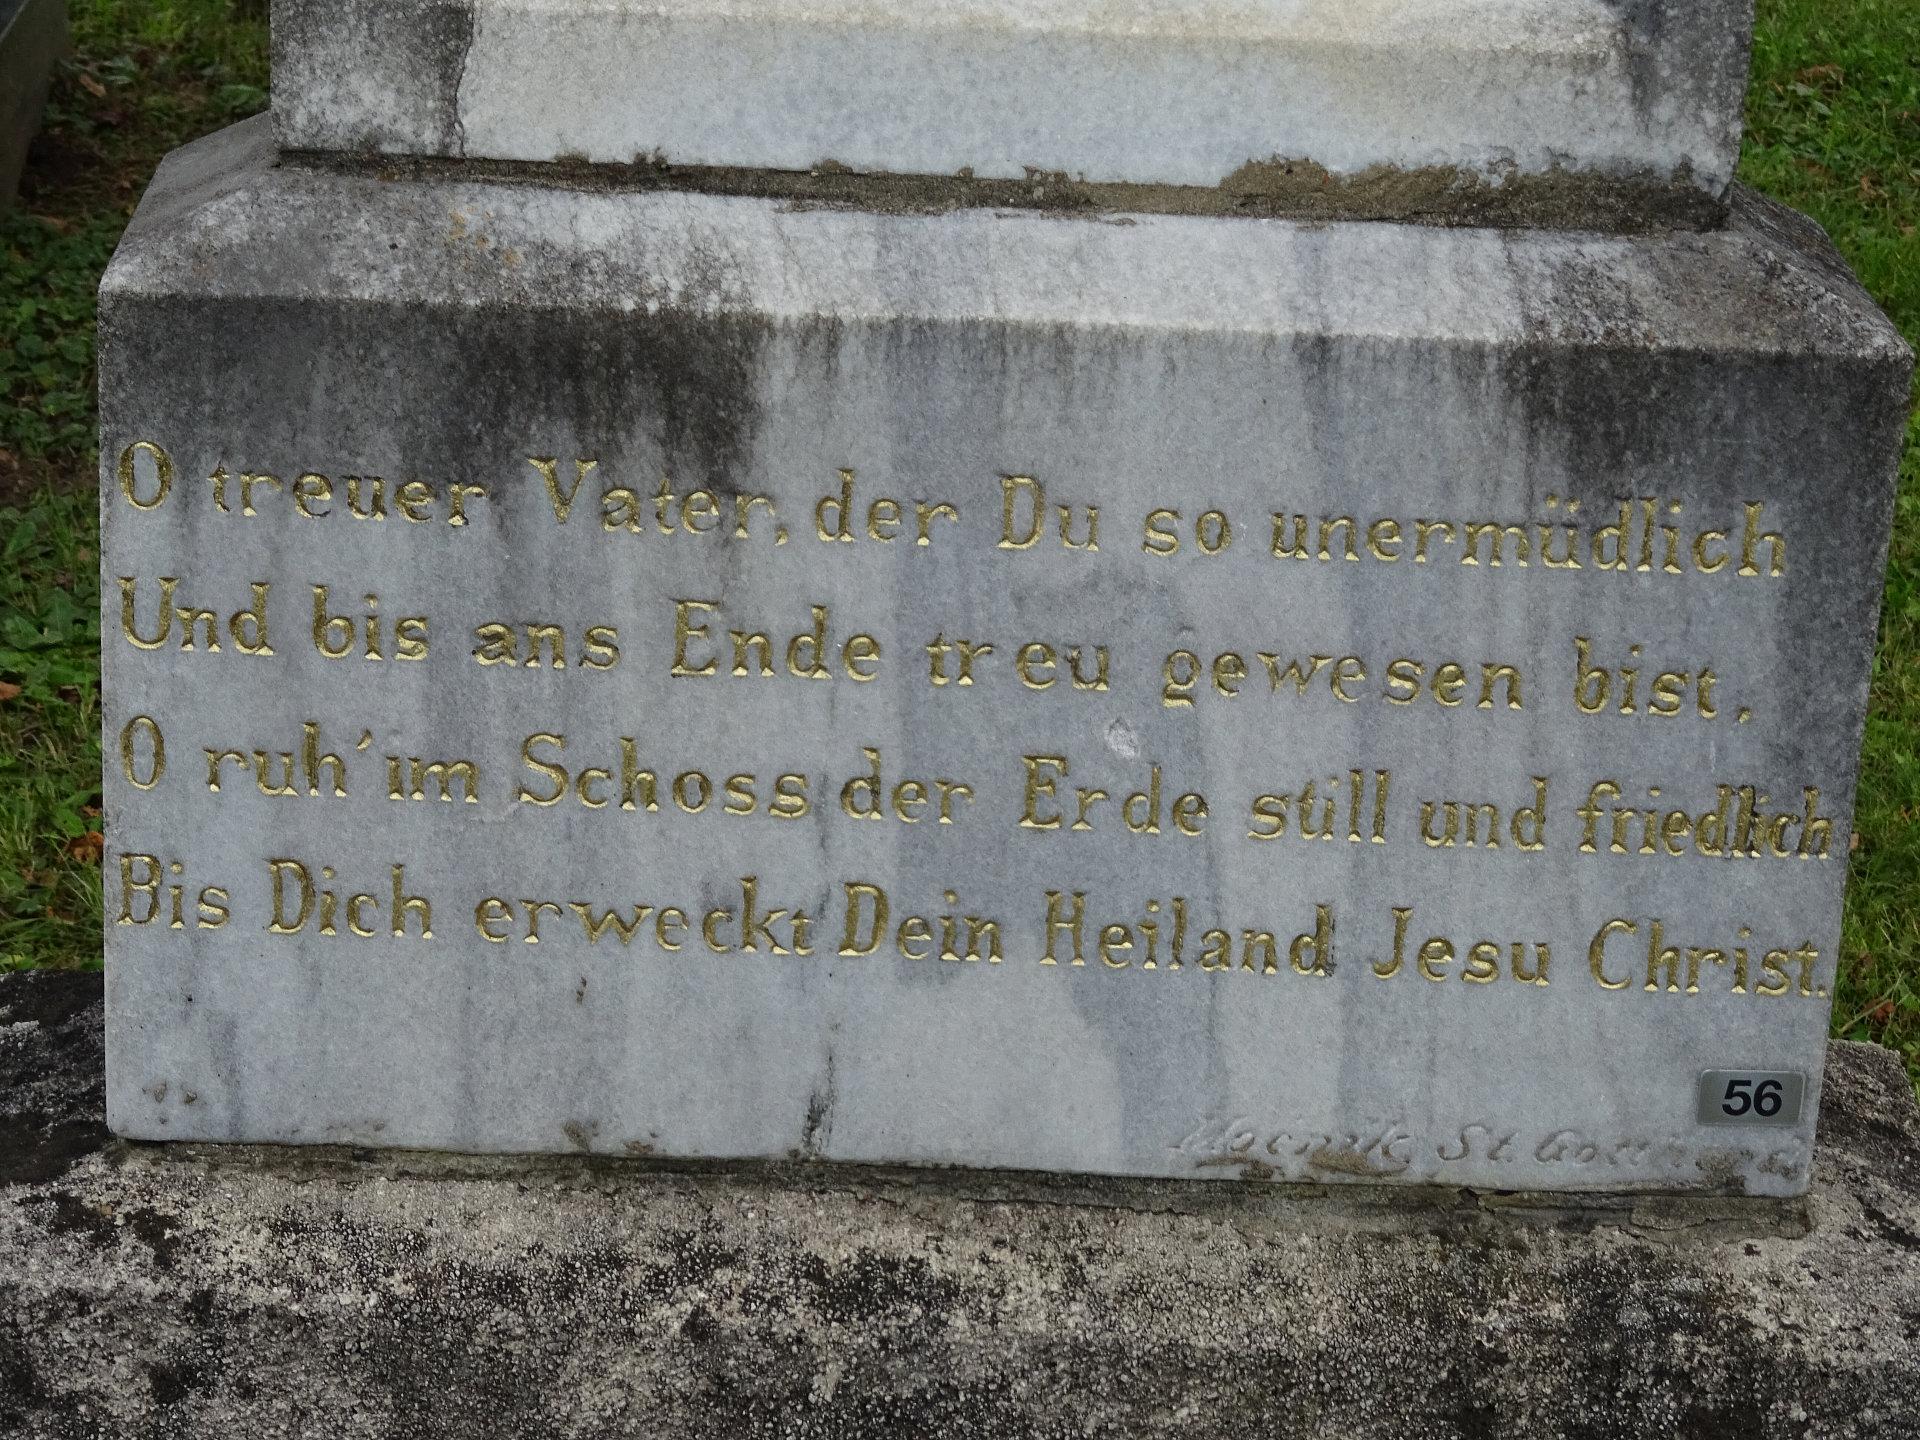 O treuer Vater, der Du so unermüdlich
Und bis ans Ende treu gewesen bist,
O ruh´ im Schoss der Erde still und friedlich
Bis Dich erweckt Dein Heiland Jesu Christ.
56
St.